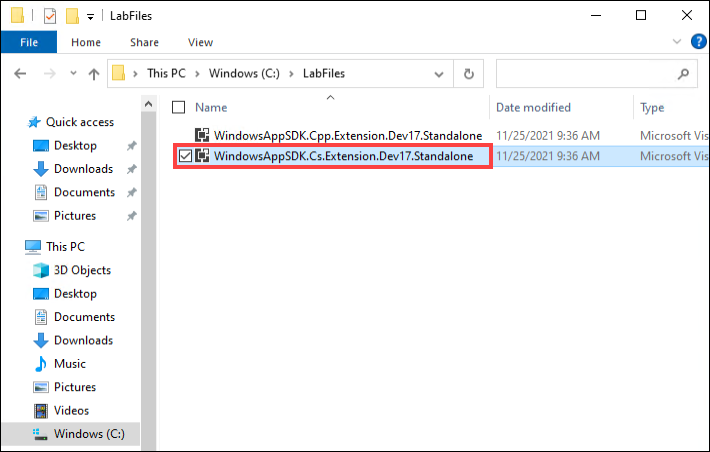 LabFiles
File Home Share View
This PC Windows (C:) LabFiles
Name Date modified Type
WindowsAppSDK.Cpp.Extension.Dev17.Standalone 11/25/2021 9:36 AM Microsoft Vis
WindowsAppSDK.Cs.Extension.Dev17.Standalone 11/25/2021 9:36 AM Microsoft Vis
Quick access
Desktop
Downloads
Documents
Pictures
This PC
3D Objects
Desktop
Documents
Downloads
Music
Pictures
Videos
Windows (C:)